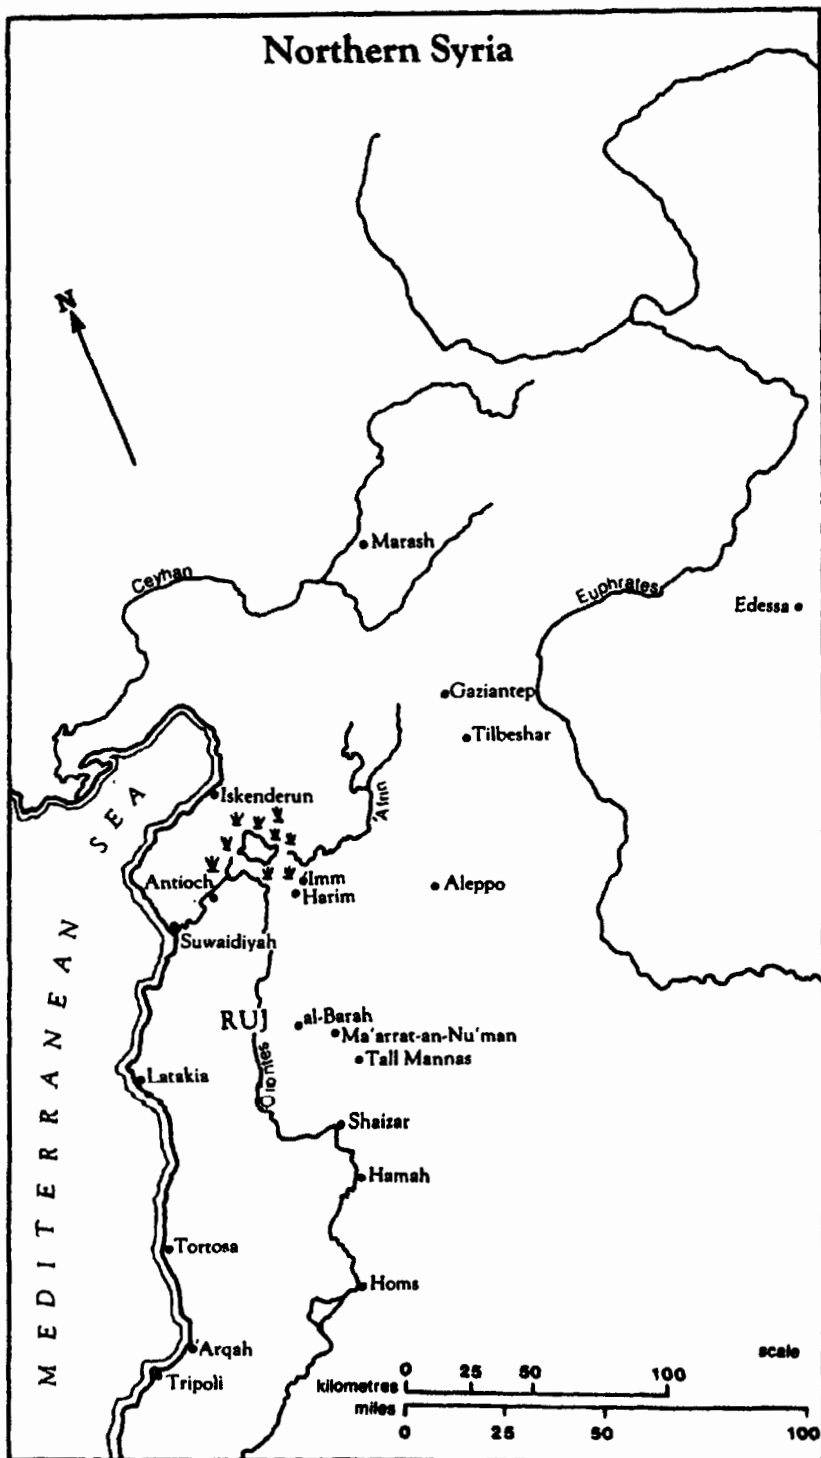 Northern Syria
N
Marash
Ceyhan
Euphrates
Edessa
Gaziantep
Tilbeshar
Iskenderun
'Afrin
MEDITERRANEAN SEA
Antioch
Imm
Harim
Aleppo
Suwaidiyah
RUJ
al-Barah
Ma'arrat-an-Nu'man
Tall Mannas
Orontes
Latakia
Shaizar
Hamah
Tortosa
Homs
'Arqah
Tripoli
scale
0 25 50 100
kilometres
miles
0 25 50 100